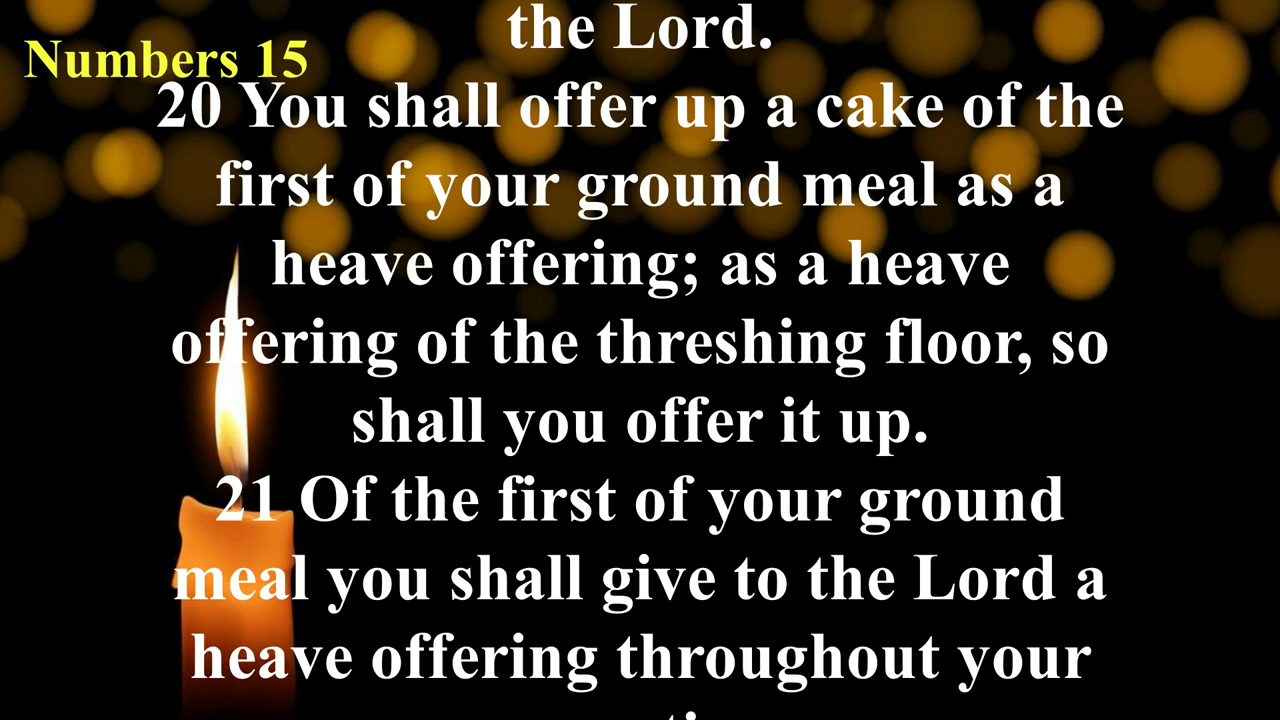 the Lord.
Numbers 15
20 You shall offer up a cake of the
first of your ground meal as a
heave offering; as a heave
offering of the threshing floor, so
shall you offer it up.
21 Of the first of your ground
meal you shall give to the Lord a
heave offering throughout your